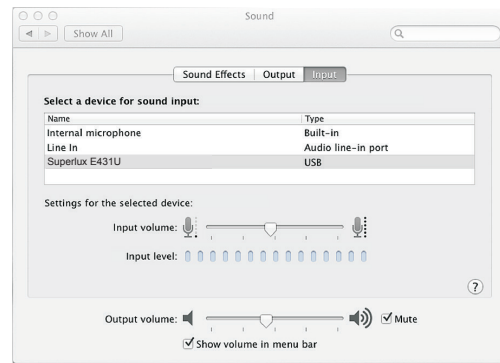 Sound
Show All
Sound Effects Output Input
Select a device for sound input:
Name Type
Internal microphone Built-in
Line In Audio line-in port
Superlux E431U USB
Settings for the selected device:
Input volume:
Input level:
?
Output volume: Mute
Show volume in menu bar